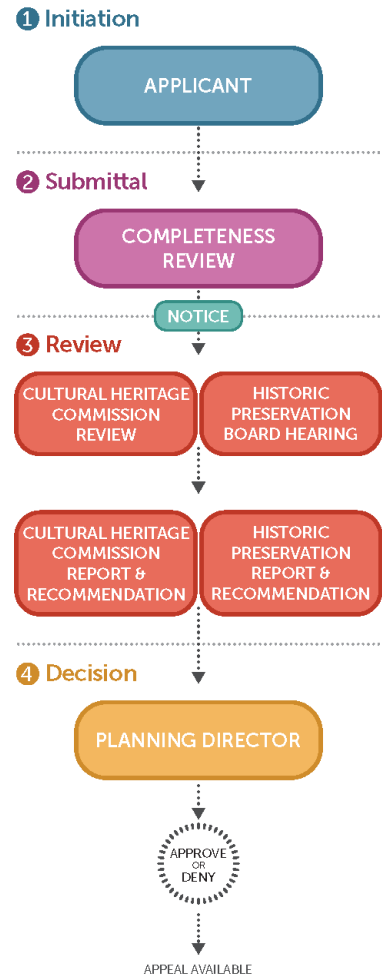 1 Initiation
APPLICANT
2 Submittal
COMPLETENESS
REVIEW
NOTICE
3 Review
CULTURAL HERITAGE
COMMISSION
REVIEW
HISTORIC
PRESERVATION
BOARD HEARING
CULTURAL HERITAGE
COMMISSION
REPORT &
RECOMMENDATION
HISTORIC
PRESERVATION
REPORT &
RECOMMENDATION
4 Decision
PLANNING DIRECTOR
APPROVE
OR
DENY
APPEAL AVAILABLE